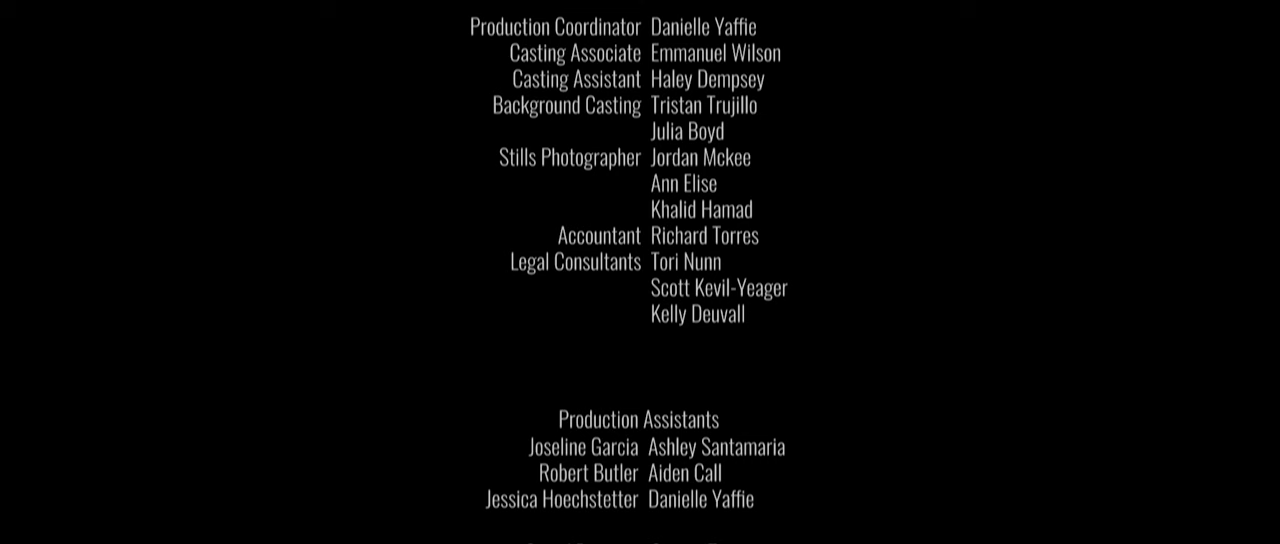 Production Coordinator Danielle Yaffie
Casting Associate Emmanuel Wilson
Casting Assistant Haley Dempsey
Background Casting Tristan Trujillo
Julia Boyd
Stills Photographer Jordan Mckee
Ann Elise
Khalid Hamad
Accountant Richard Torres
Legal Consultants Tori Nunn
Scott Kevil-Yeager
Kelly Deuvall
Production Assistants
Joseline Garcia Ashley Santamaria
Robert Butler Aiden Call
Jessica Hoechstetter Danielle Yaffie